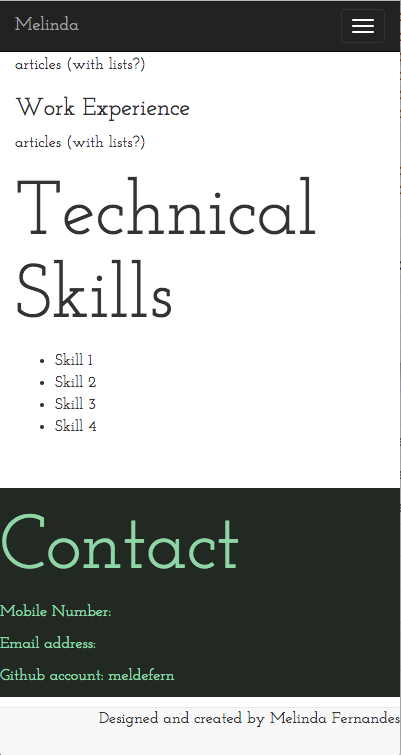 Melinda
articles (with lists?)
Work Experience
articles (with lists?)
Technical
Skills
Skill 1
Skill 2
Skill 3
Skill 4
Contact
Mobile Number:
Email address:
Github account: meldefern
Designed and created by Melinda Fernandes